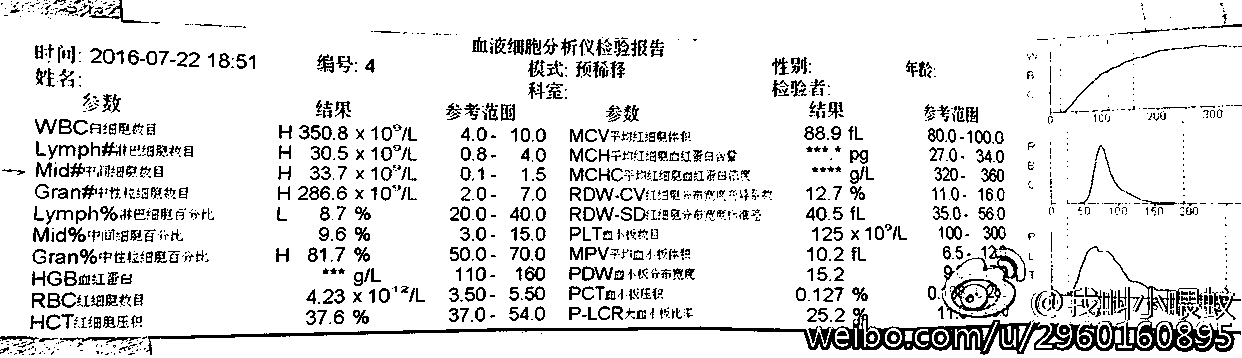 血液细胞分析仪检验报告
时间: 2016-07-22 18:51 编号: 4 模式: 预稀释 性别: 年龄:
姓名: 科室: 检验者:
参数 结果 参考范围 参数 结果 参考范围
WBC白细胞数目 H 350.8 x 10^9/L 4.0- 10.0 MCV平均红细胞体积 88.9 fL 80.0-100.0
Lymph#淋巴细胞数目 H 30.5 x 10^9/L 0.8- 4.0 MCH平均红细胞血红蛋白含量 ***.* pg 27.0- 34.0
Mid#中间细胞数目 H 33.7 x 10^9/L 0.1- 1.5 MCHC平均红细胞血红蛋白浓度 **** g/L 320- 360
Gran#中性粒细胞数目 H 286.6 x 10^9/L 2.0- 7.0 RDW-CV红细胞分布宽度变异系数 12.7 % 11.0- 16.0
Lymph%淋巴细胞百分比 L 8.7 % 20.0- 40.0 RDW-SD红细胞分布宽度标准差 40.5 fL 35.0- 56.0
Mid%中间细胞百分比 9.6 % 3.0- 15.0 PLT血小板数目 125 x 10^9/L 100- 300
Gran%中性粒细胞百分比 H 81.7 % 50.0- 70.0 MPV平均血小板体积 10.2 fL 6.5-
HGB血红蛋白 *** g/L 110- 160 PDW血小板分布宽度 15.2
RBC红细胞数目 4.23 x 10^12/L 3.50- 5.50 PCT血小板压积 0.127 %
HCT红细胞压积 37.6 % 37.0- 54.0 P-LCR大血小板比率 25.2 %
WBC
100 200 300
RBC
50 100 150 200
PLT
@我叫小蚂蚁
weibo.com/u/2960160895